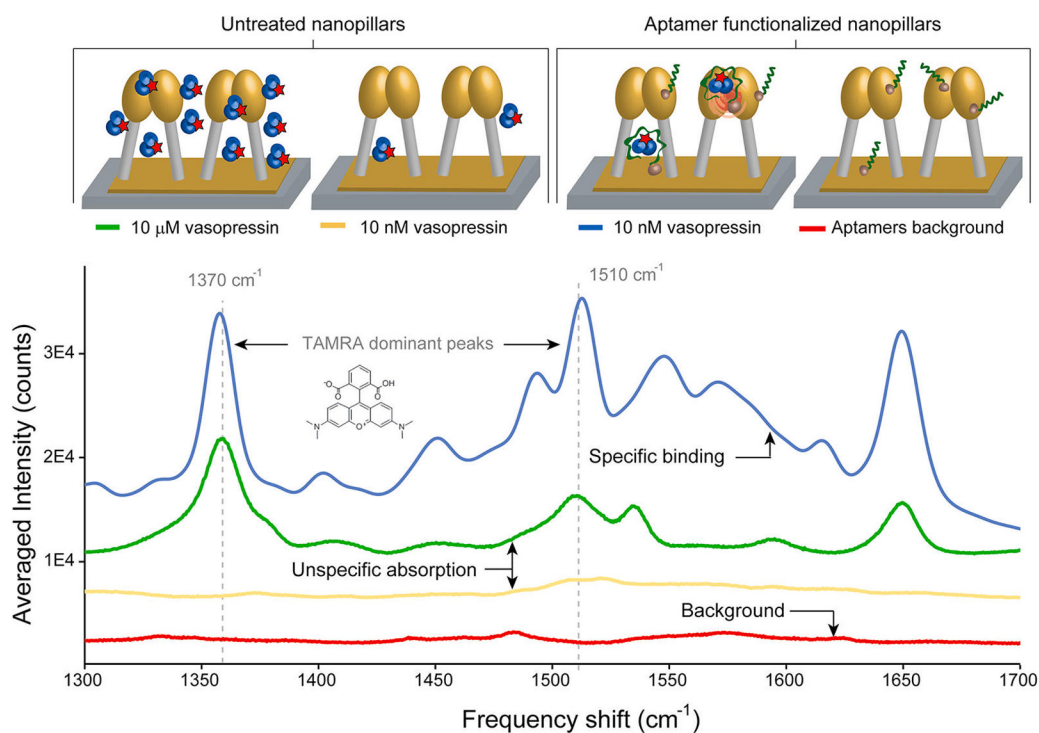 Untreated nanopillars
Aptamer functionalized nanopillars
10 μM vasopressin
10 nM vasopressin
10 nM vasopressin
Aptamers background
1370 cm⁻¹
1510 cm⁻¹
TAMRA dominant peaks
⁻O
O
O
OH
N
O⁺
N
Specific binding
Unspecific absorption
Background
Averaged Intensity (counts)
3E4
2E4
1E4
0
1300
1350
1400
1450
1500
1550
1600
1650
1700
Frequency shift (cm⁻¹)